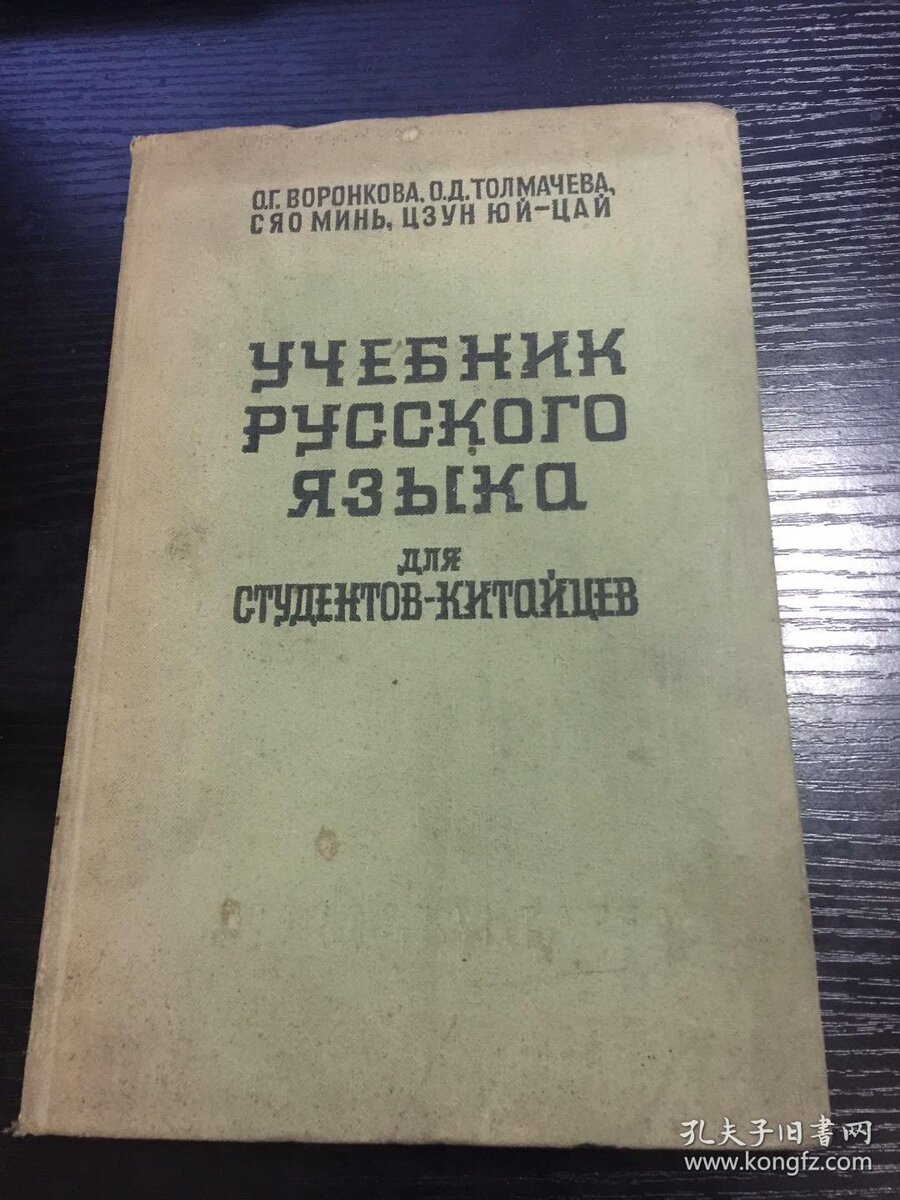 О.Г. ВОРОНКОВА, О.Д. ТОЛМАЧЕВА,
СЯО МИНЬ, ЦЗУН ЮЙ-ЦАЙ
УЧЕБНИК
РУССКОГО
ЯЗЫКА
ДЛЯ
СТУДЕНТОВ-КИТАЙЦЕВ
孔夫子旧書网
www.kongfz.com